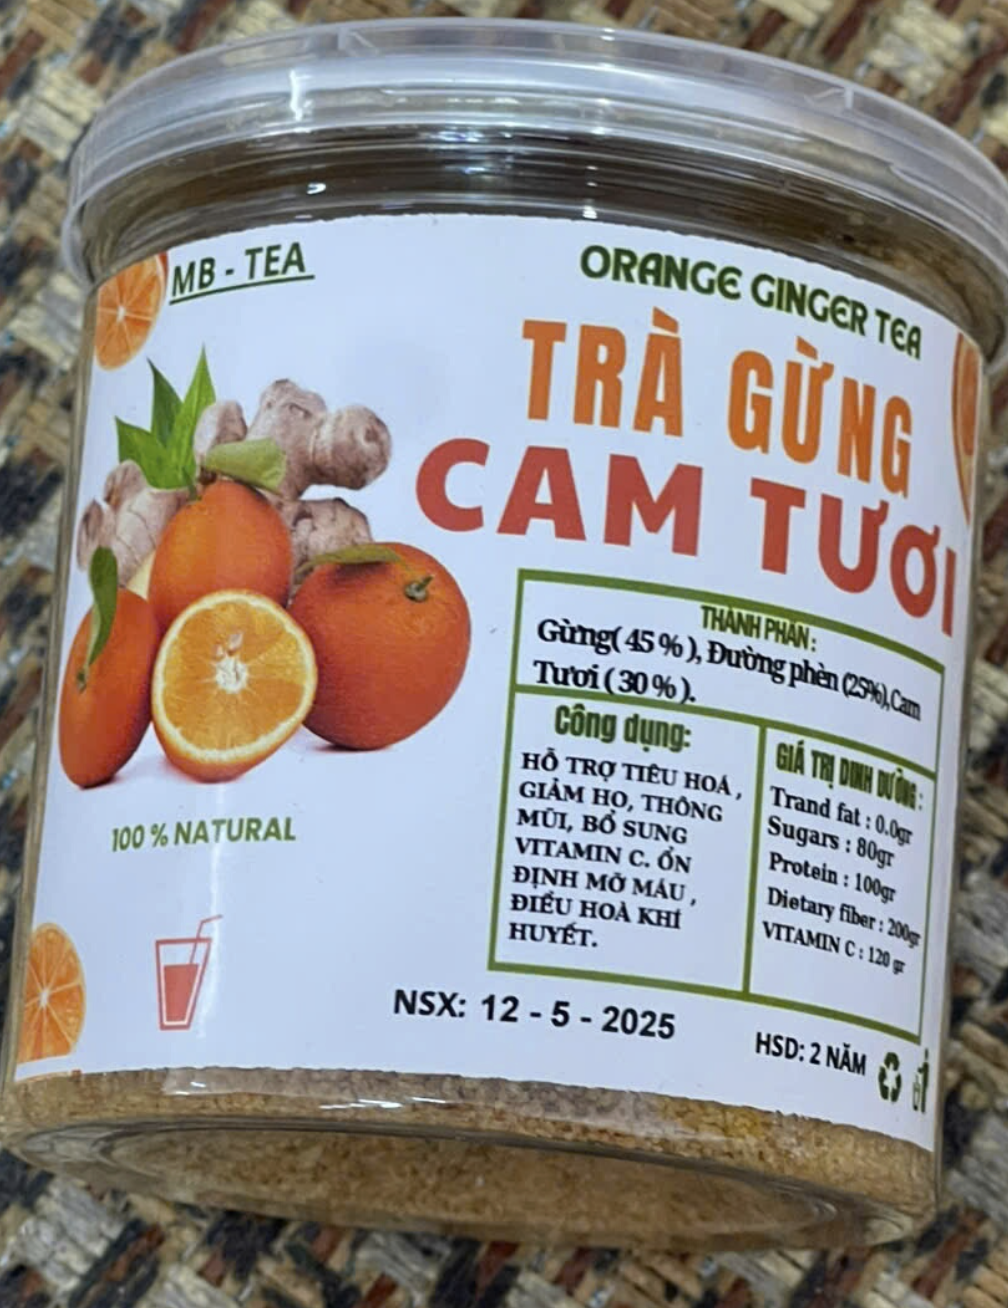 MB - TEA
ORANGE GINGER TEA
TRÀ GỪNG
CAM TƯƠI
THÀNH PHẦN :
Gừng( 45 % ), Đường phèn (25%),Cam
Tươi ( 30 % ).
Công dụng:
HỖ TRỢ TIÊU HOÁ ,
GIẢM HO, THÔNG
MŨI, BỔ SUNG
VITAMIN C. ỔN
ĐỊNH MỠ MÁU ,
ĐIỀU HOÀ KHÍ
HUYẾT.
GIÁ TRỊ DINH DƯỠNG :
Trand fat : 0.0gr
Sugars : 80gr
Protein : 100gr
Dietary fiber : 200gr
VITAMIN C : 120 gr
100 % NATURAL
NSX: 12 - 5 - 2025
HSD: 2 NĂM